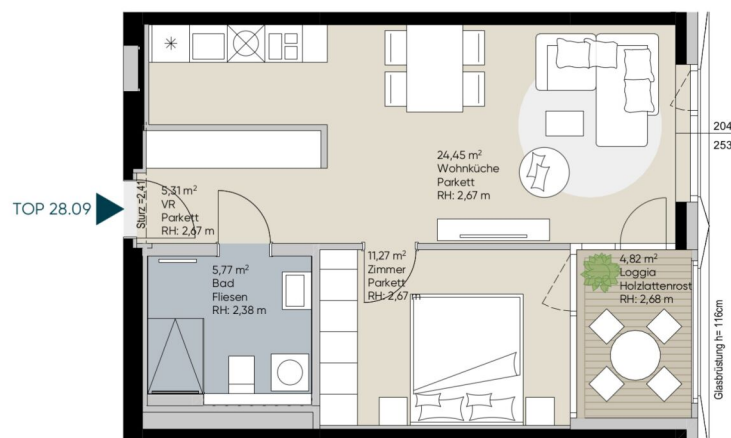 TOP 28.09
Sturz =2,41
5,31 m²
VR
Parkett
RH: 2,67 m
24,45 m²
Wohnküche
Parkett
RH: 2,67 m
204
253
5,77 m²
Bad
Fliesen
RH: 2,38 m
11,27 m²
Zimmer
Parkett
RH: 2,67 m
4,82 m²
Loggia
Holzlattenrost
RH: 2,68 m
Glasbrüstung h= 116cm